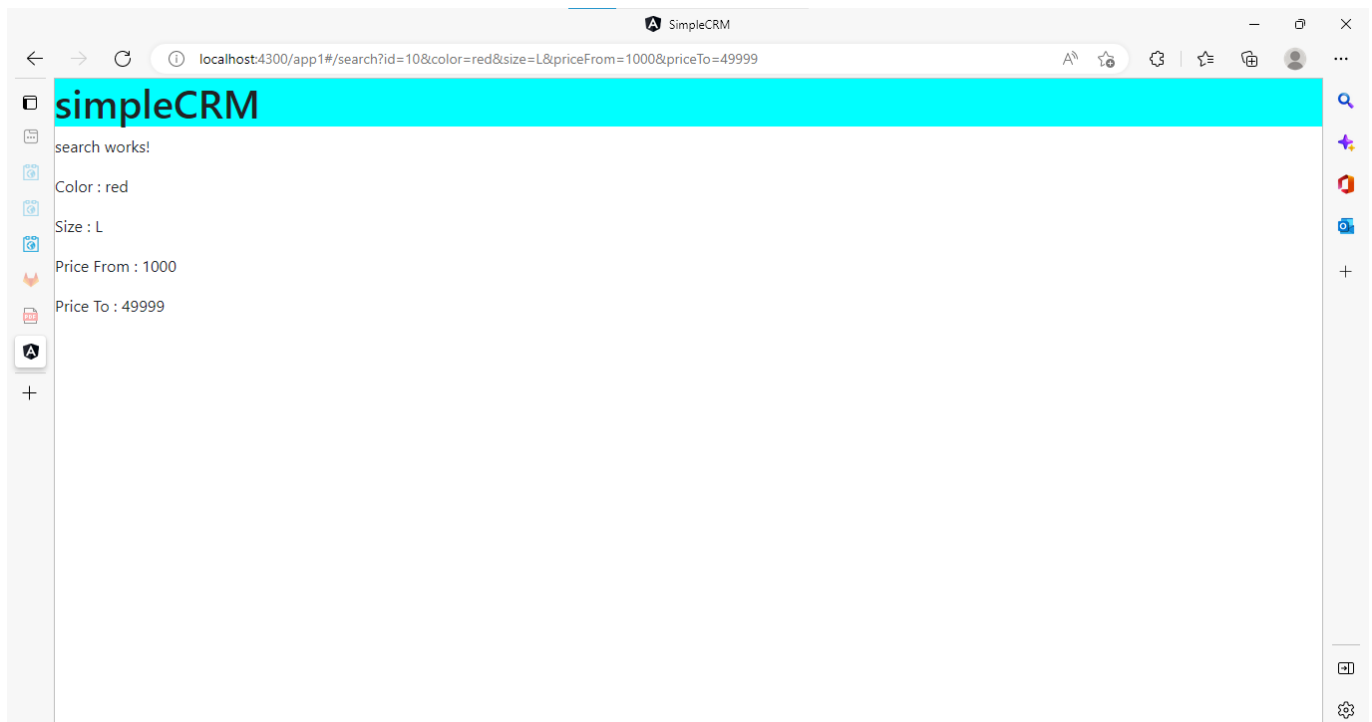 SimpleCRM
localhost:4300/app1#/search?id=10&color=red&size=L&priceFrom=1000&priceTo=49999
simpleCRM
search works!
Color : red
Size : L
Price From : 1000
Price To : 49999